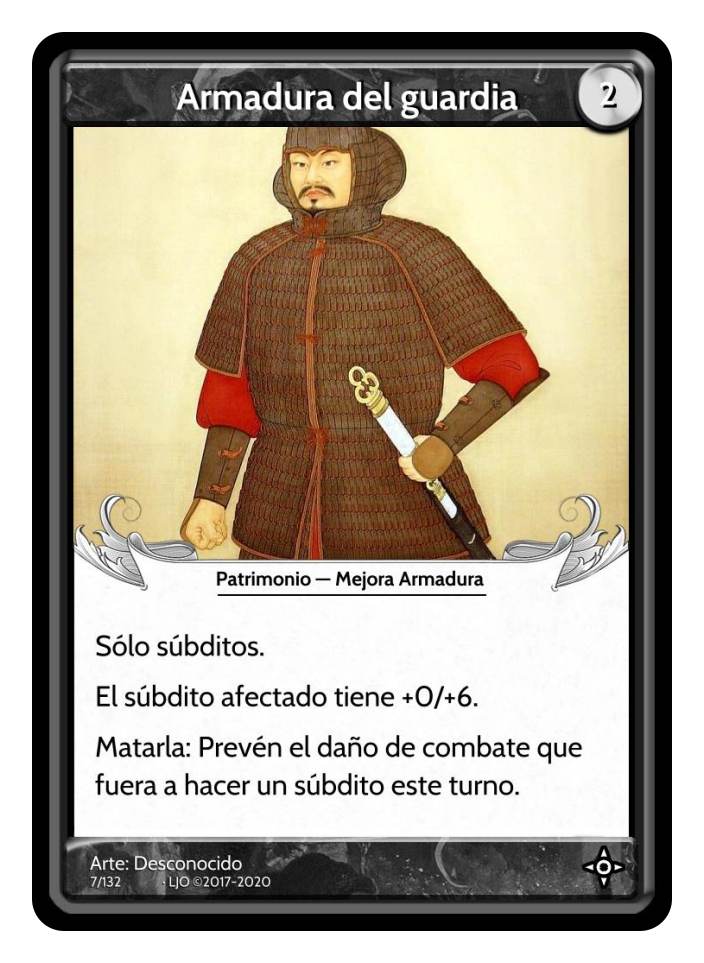 Armadura del guardia
2
Patrimonio — Mejora Armadura
Sólo súbditos.
El súbdito afectado tiene +0/+6.
Matarla: Prevén el daño de combate que
fuera a hacer un súbdito este turno.
Arte: Desconocido
7/132 · LJO ©2017-2020